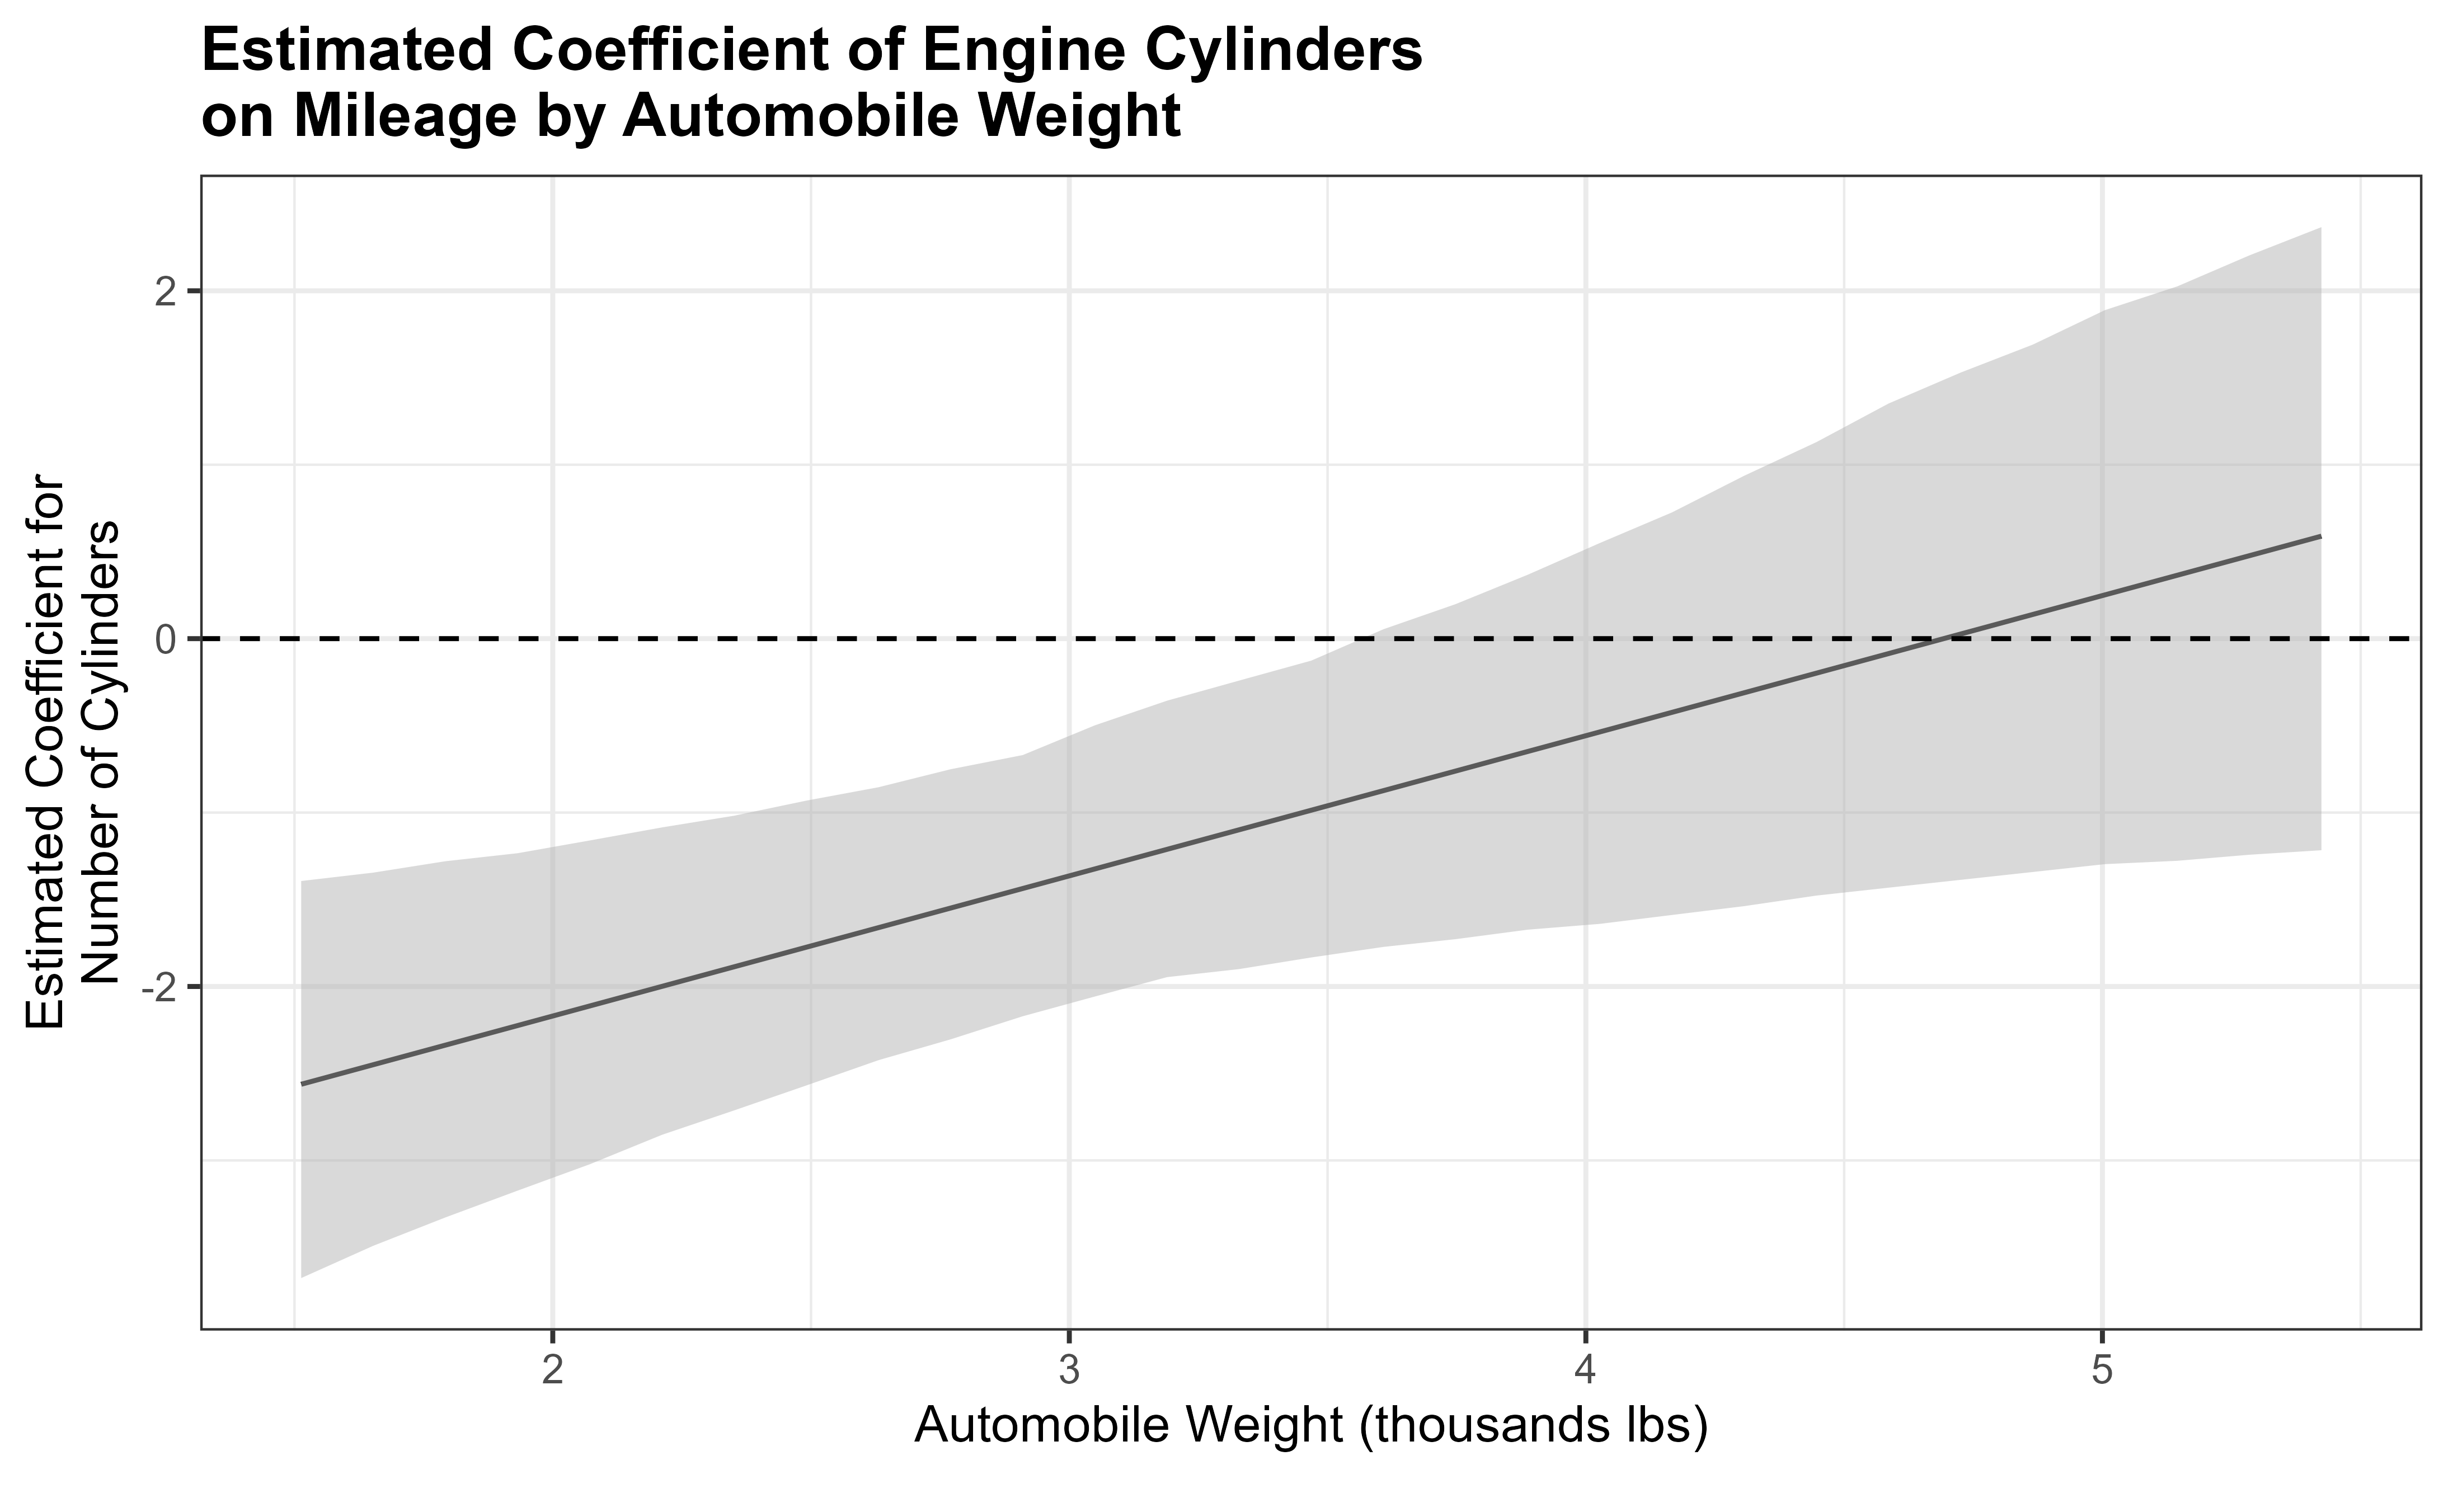 Estimated Coefficient of Engine Cylinders
on Mileage by Automobile Weight
Estimated Coefficient for
Number of Cylinders
2
0
-2
2
3
4
5
Automobile Weight (thousands lbs)